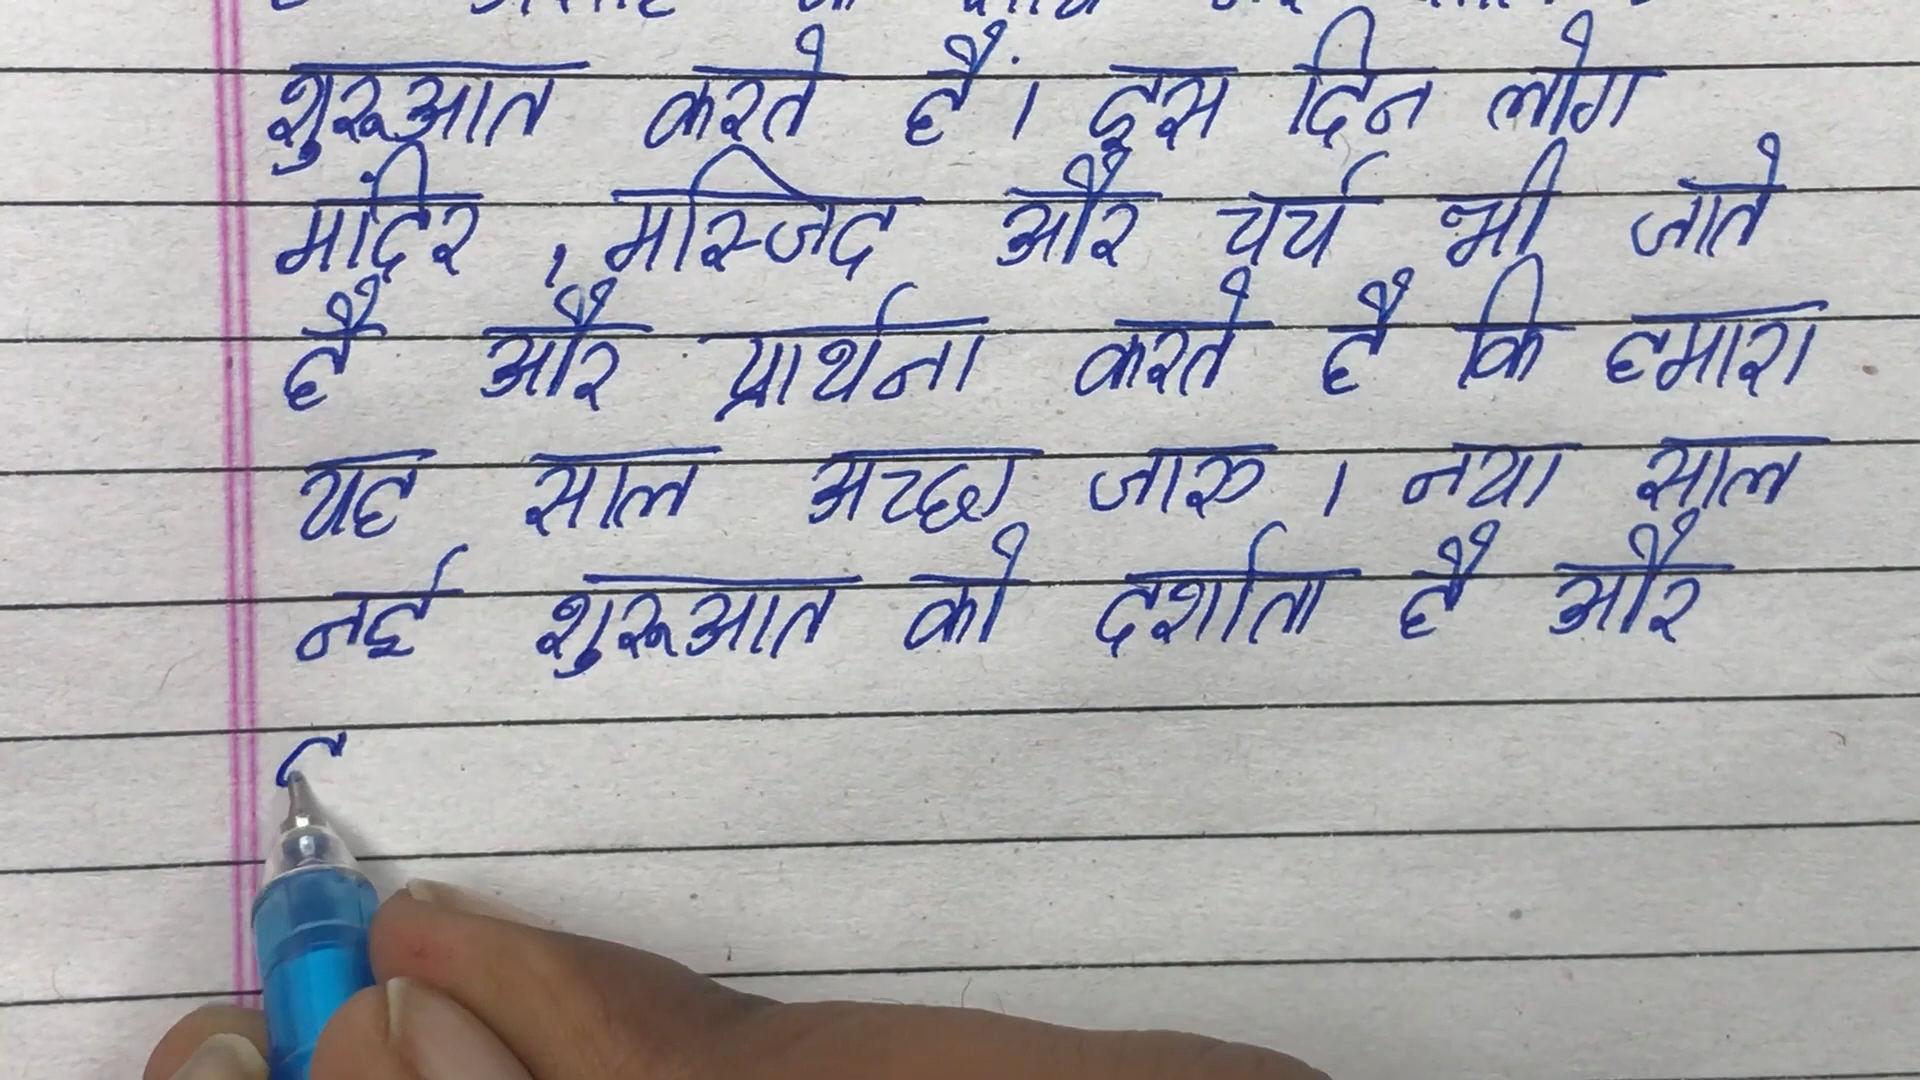 शुरूआत करते हैं। इस दिन लोग
मंदिर , मस्जिद और चर्च भी जाते
है और प्रार्थना करते है कि हमारा
यह साल अच्छा जाए । नया साल
नई शुरूआत को दर्शाता है और